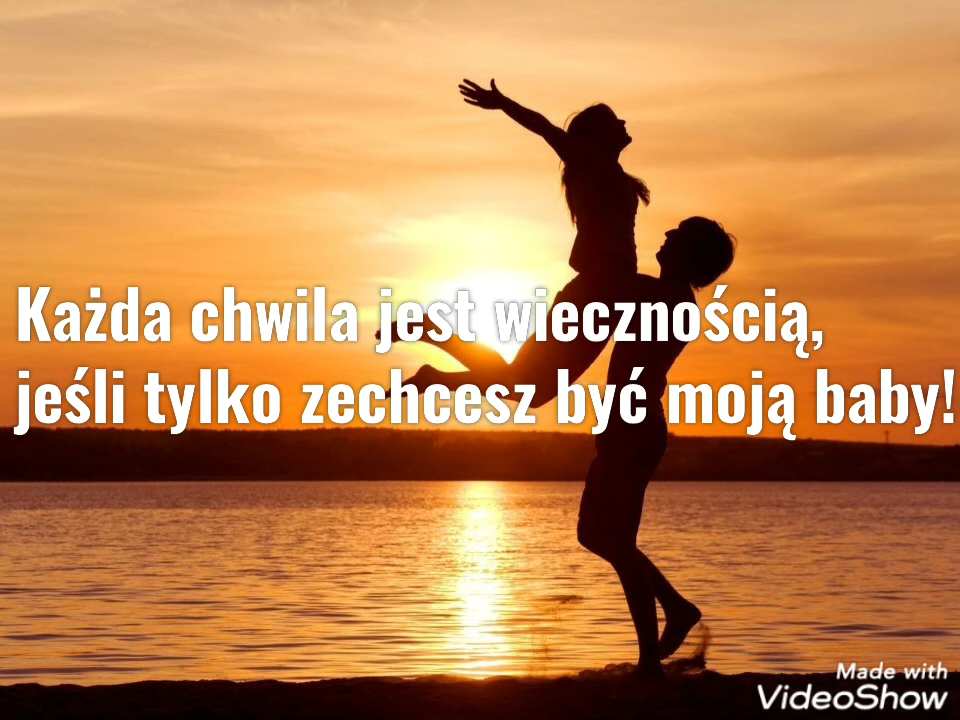 Każda chwila jest wiecznością,
jeśli tylko zechcesz być moją baby!
Made with
VideoShow